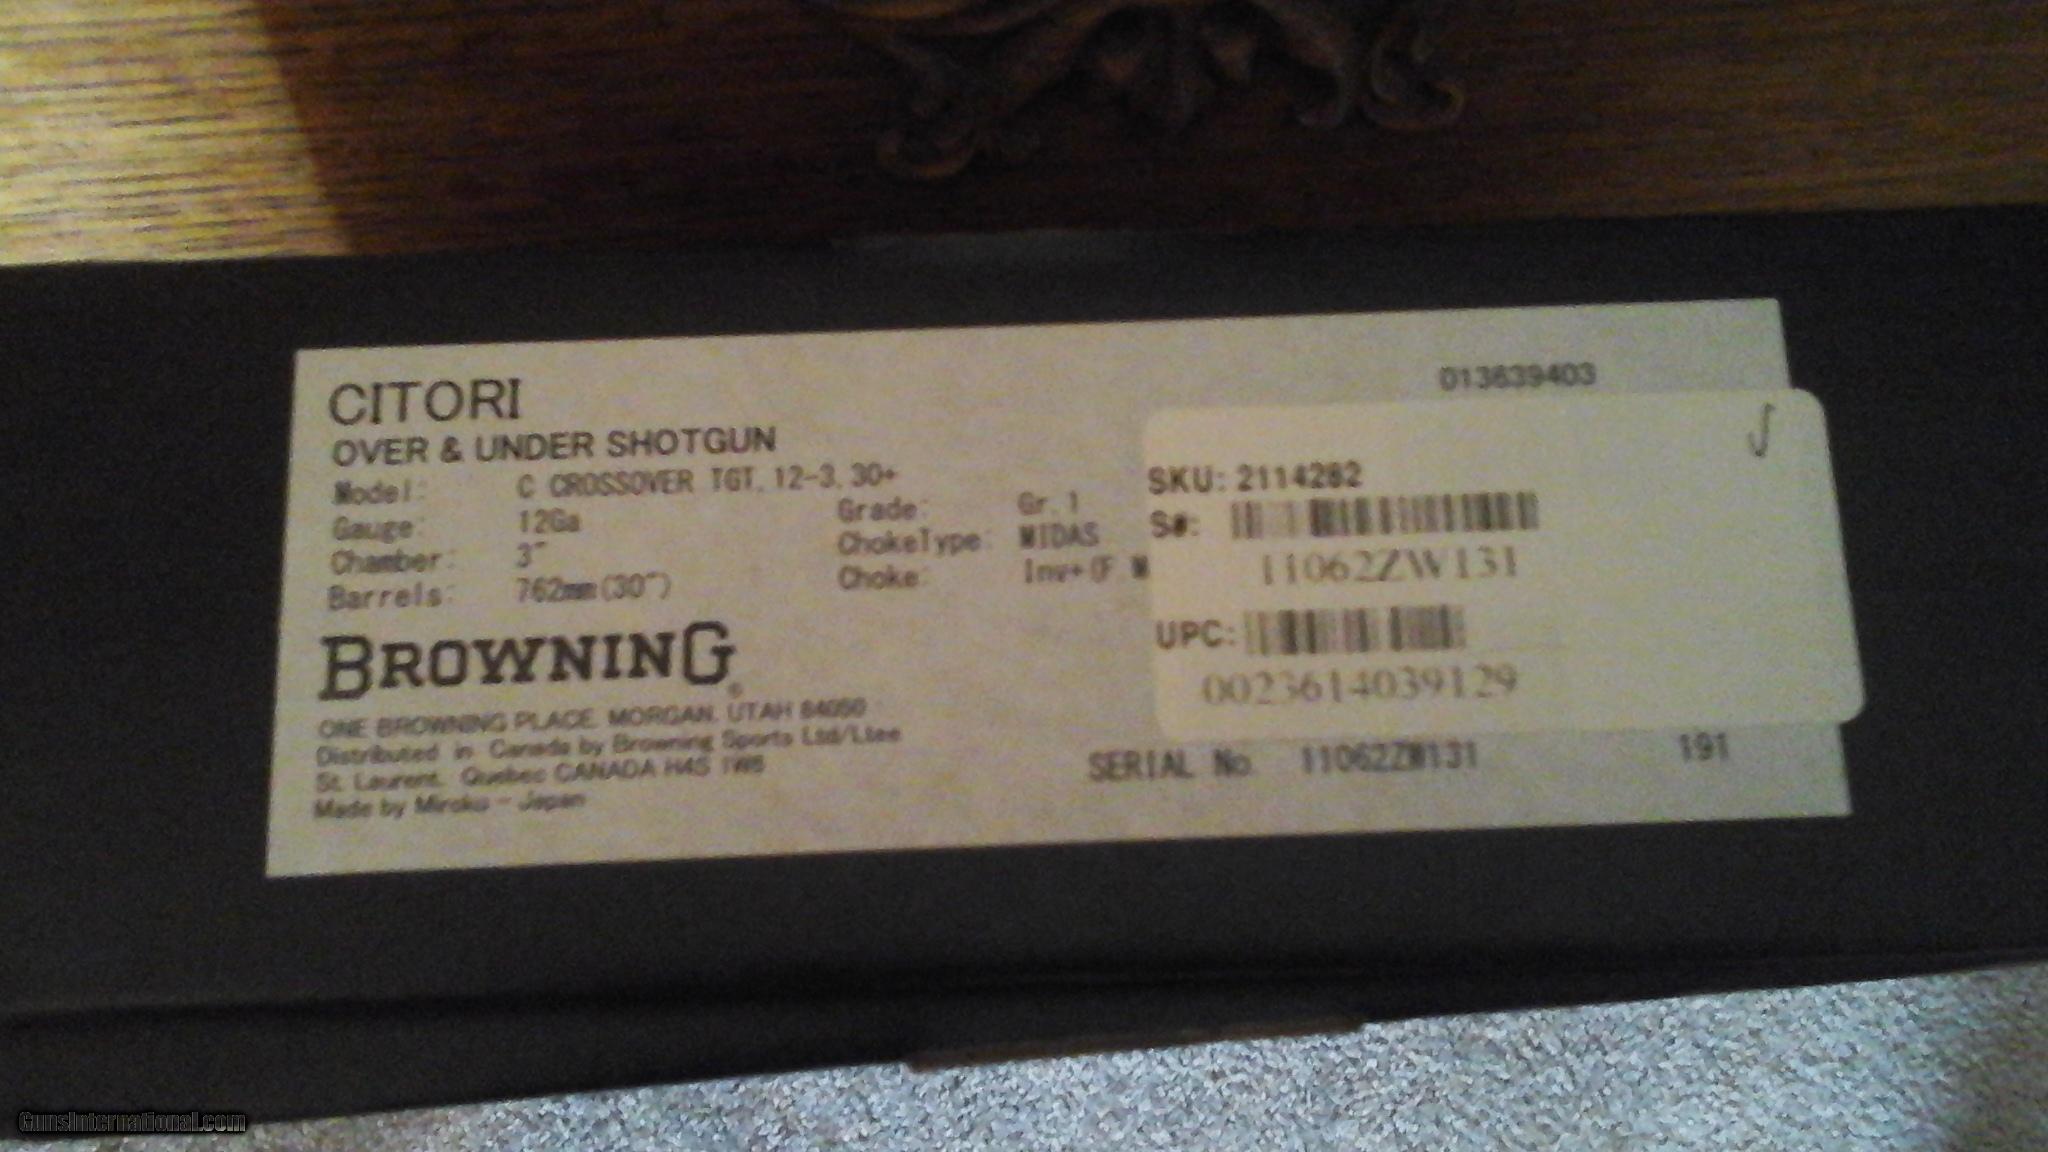 CITORI
OVER & UNDER SHOTGUN
Model: C CROSSOVER TGT, 12-3, 30+
Gauge: 12Ga
Chamber: 3"
Barrels: 762mm(30")
Grade: Gr. 1
ChokeType: MIDAS
Choke: Inv+(F M
BROWNING®
ONE BROWNING PLACE, MORGAN, UTAH 84050
Distributed in Canada by Browning Sports Ltd/Ltee
St. Laurent, Quebec CANADA H4S 1W5
Made by Miroku - Japan
013639403
SKU: 2114282
S#:
11062ZW131
UPC:
0023614039129
SERIAL No. 11062ZW131 191
GunsInternational.com